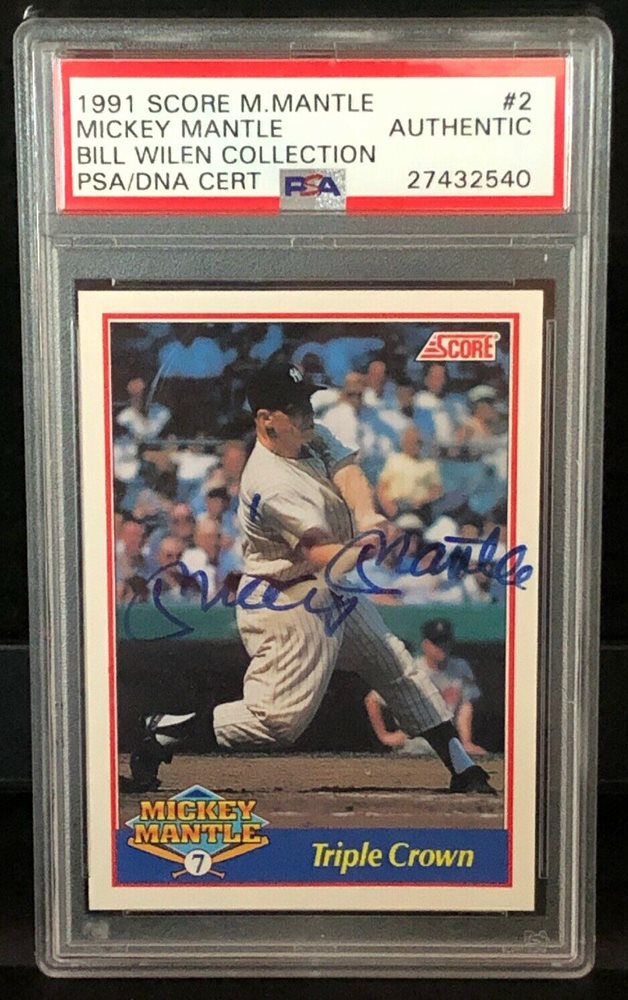 1991 SCORE M.MANTLE #2
MICKEY MANTLE AUTHENTIC
BILL WILEN COLLECTION
PSA/DNA CERT PSA 27432540
SCORE
Mickey Mantle
MICKEY
MANTLE
7
Triple Crown